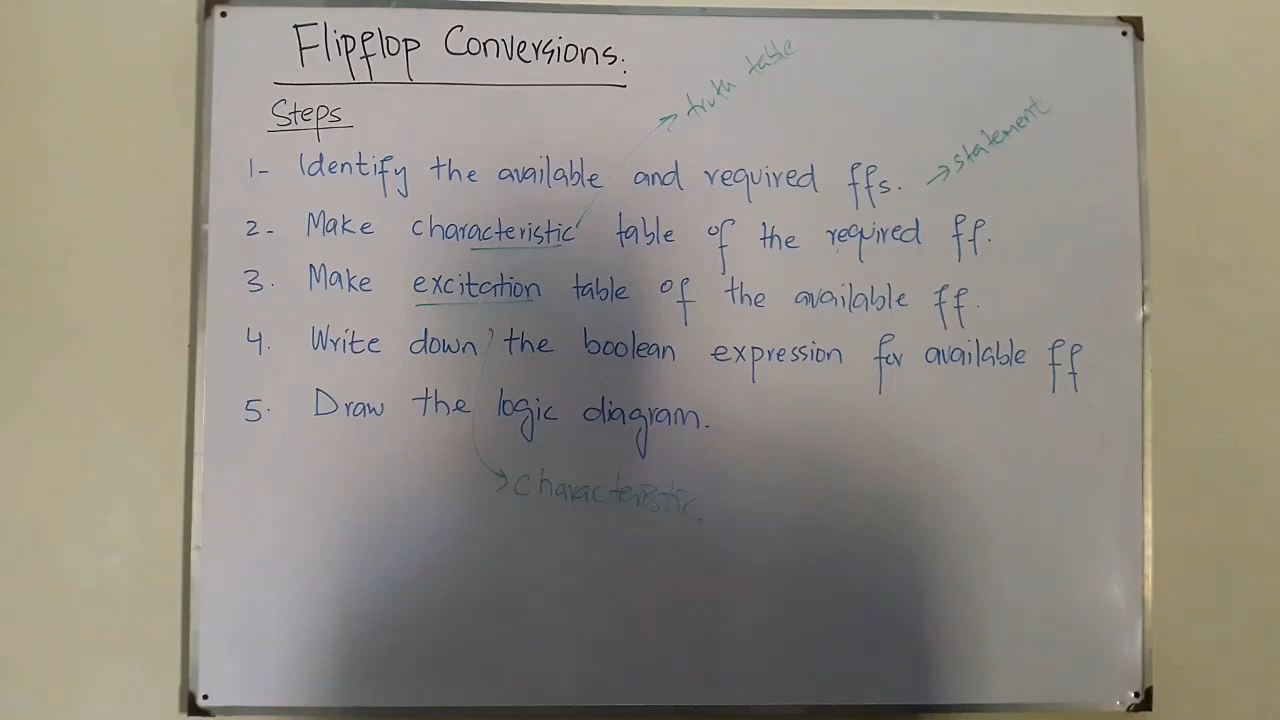 Flipflop Conversions.
truth table
Steps
1- Identify the available and required ffs. → statement
2- Make characteristic table of the required ff.
3. Make excitation table of the available ff.
4. Write down the boolean expression for available ff
5. Draw the logic diagram.
characteristic